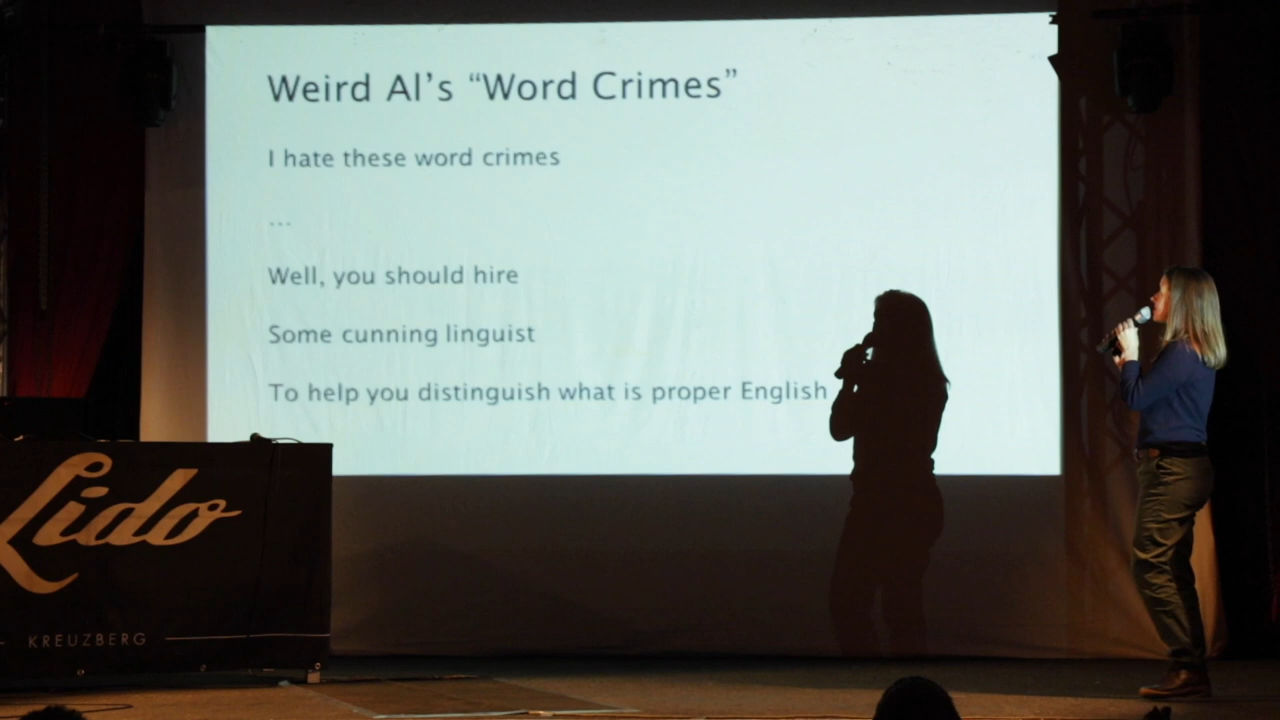 Weird Al’s “Word Crimes”
I hate these word crimes
...
Well, you should hire
Some cunning linguist
To help you distinguish what is proper English
Lido
KREUZBERG